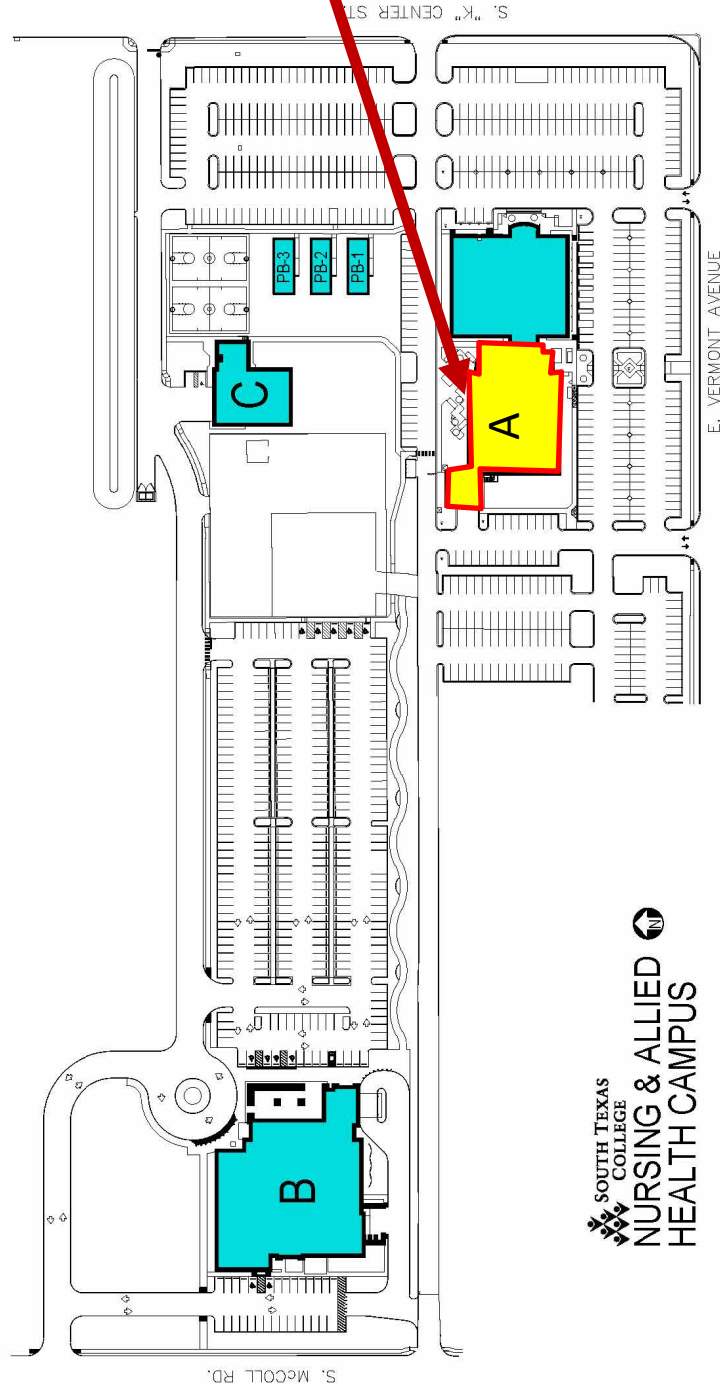 S. "K" CENTER ST.
PB-3
PB-2
PB-1
C
A
E. VERMONT AVENUE
B
S. McCOLL RD.
SOUTH TEXAS
COLLEGE
NURSING & ALLIED
HEALTH CAMPUS
N